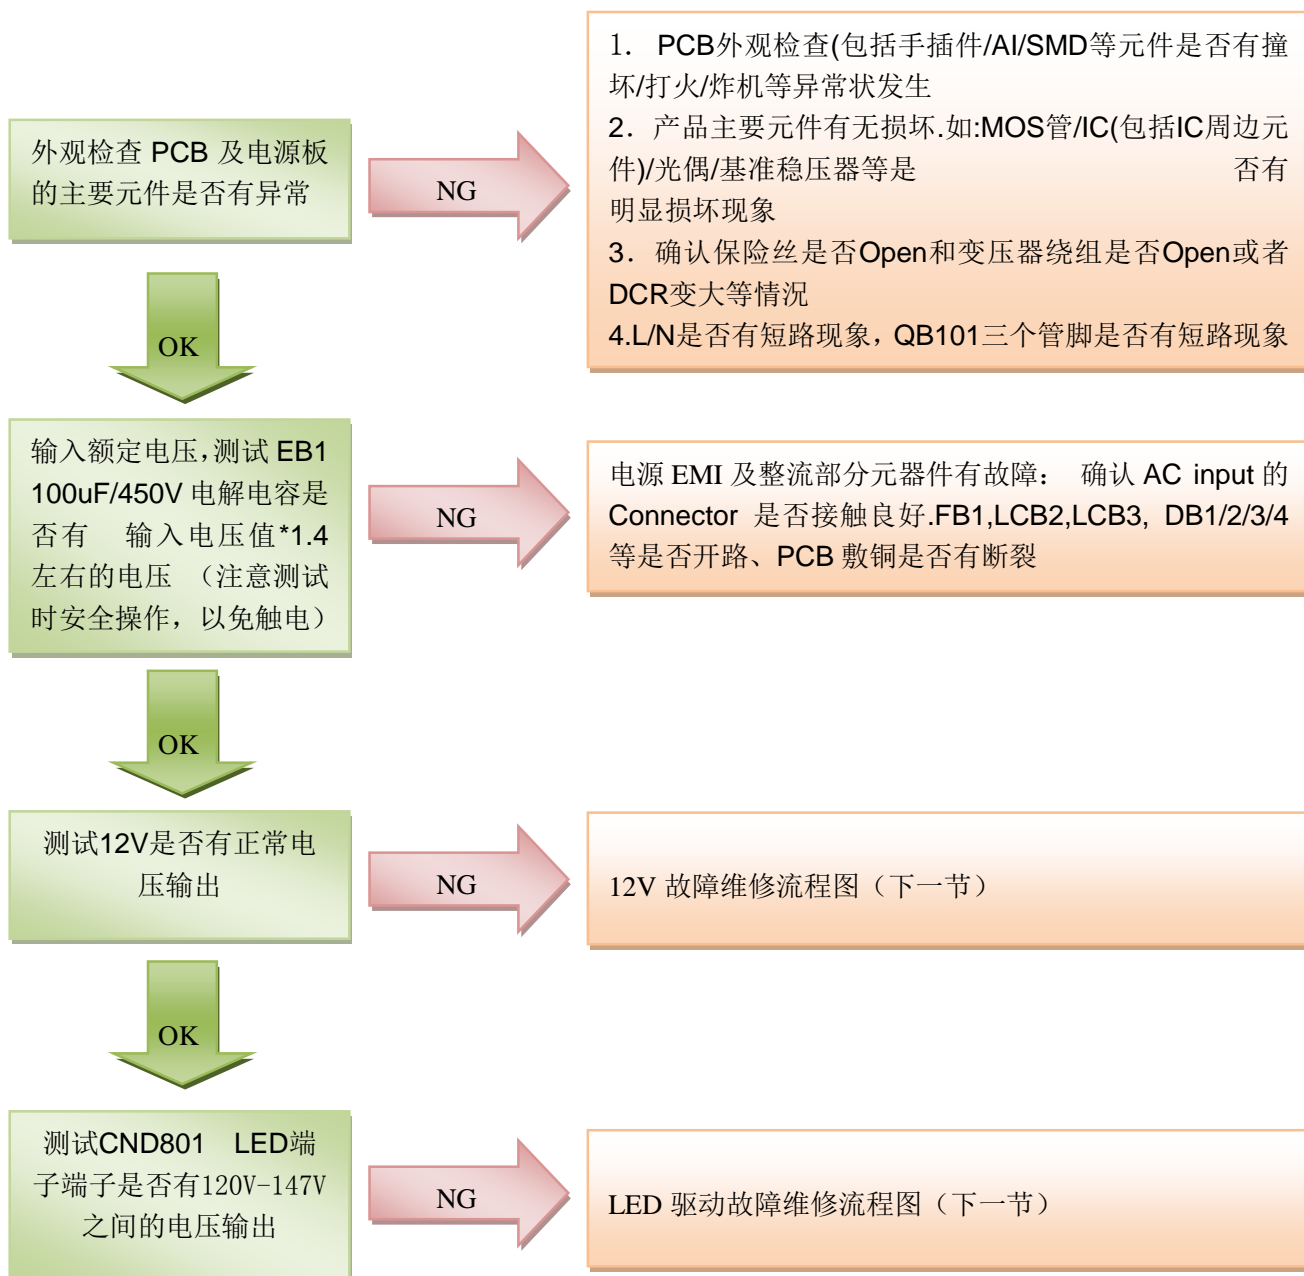 外观检查 PCB 及电源板
的主要元件是否有异常
NG
1. PCB外观检查(包括手插件/AI/SMD等元件是否有撞
坏/打火/炸机等异常状发生
2. 产品主要元件有无损坏.如:MOS管/IC(包括IC周边元
件)/光偶/基准稳压器等是 否有
明显损坏现象
3. 确认保险丝是否Open和变压器绕组是否Open或者
DCR变大等情况
4.L/N是否有短路现象，QB101三个管脚是否有短路现象
OK
输入额定电压，测试 EB1
100uF/450V 电解电容是
否有 输入电压值*1.4
左右的电压 （注意测试
时安全操作，以免触电）
NG
电源 EMI 及整流部分元器件有故障： 确认 AC input 的
Connector 是否接触良好.FB1,LCB2,LCB3, DB1/2/3/4
等是否开路、PCB 敷铜是否有断裂
OK
测试12V是否有正常电
压输出
NG
12V 故障维修流程图（下一节）
OK
测试CND801 LED端
子端子是否有120V-147V
之间的电压输出
NG
LED 驱动故障维修流程图（下一节）